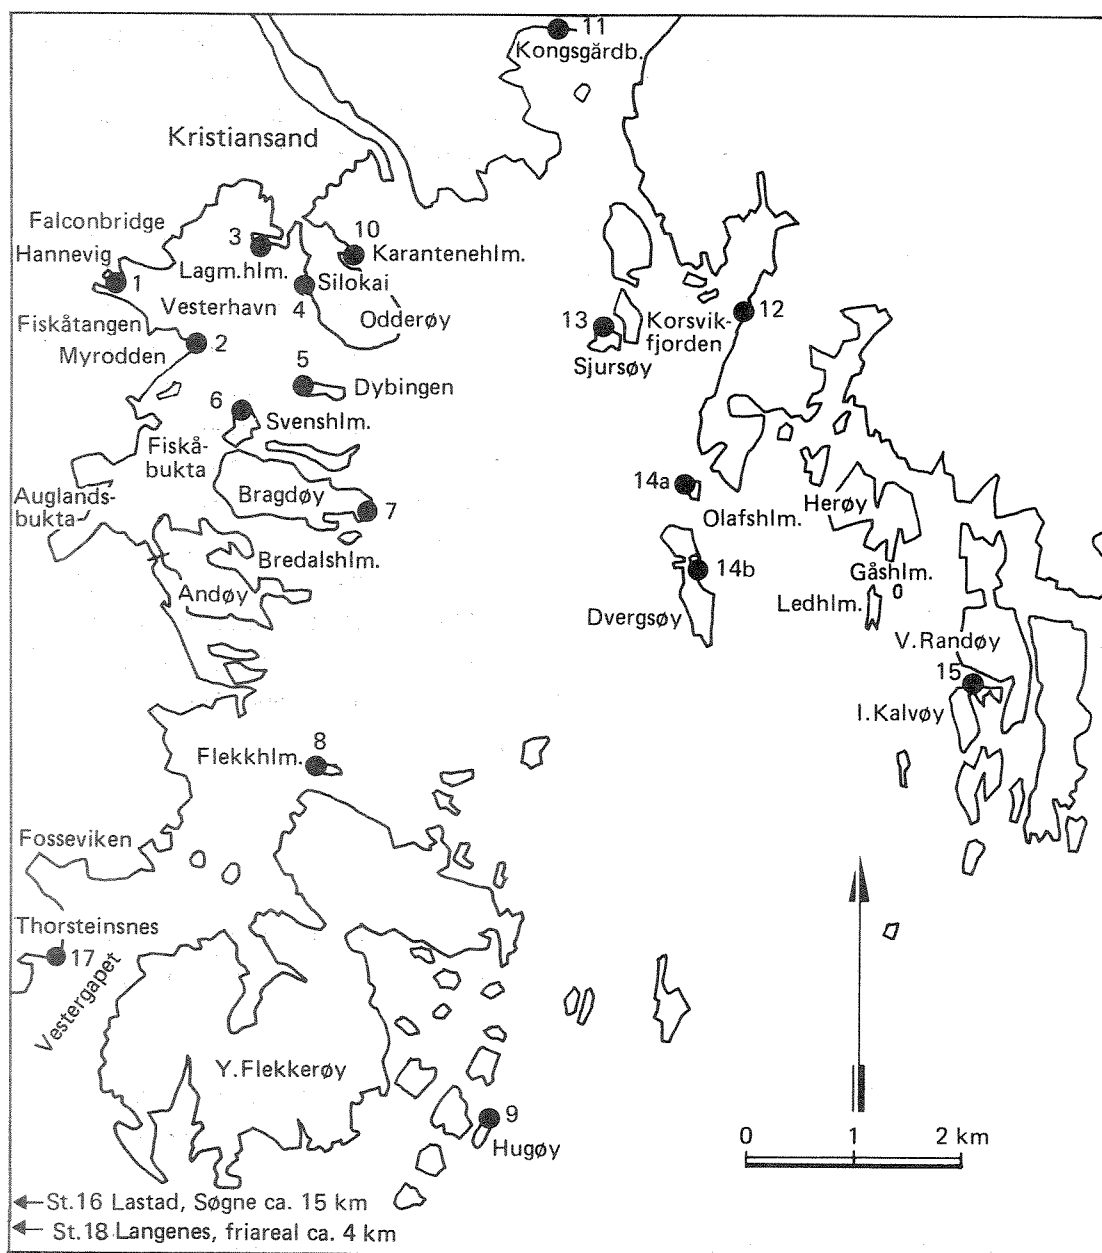 11
Kongsgårdb.
Kristiansand
Falconbridge
3
10
Hannevig
Karantenehlm.
Lagm.hlm.
Silokai
1
Vesterhavn
4
Odderøy
12
13
Korsvik-
fjorden
Fiskåtangen
Myrodden
2
Sjursøy
5
Dybingen
6
Svenshlm.
Fiskå-
bukta
14a
Auglands-
bukta
Bragdøy
7
Olafshlm.
Herøy
Bredalshlm.
14b
Gåshlm.
Andøy
Ledhlm.
Dvergsøy
V.Randøy
15
I.Kalvøy
8
Flekkhlm.
Fosseviken
Thorsteinsnes
17
Vestergapet
Y.Flekkerøy
9
Hugøy
0 1 2 km
St.16 Lastad, Søgne ca. 15 km
St.18 Langenes, friareal ca. 4 km